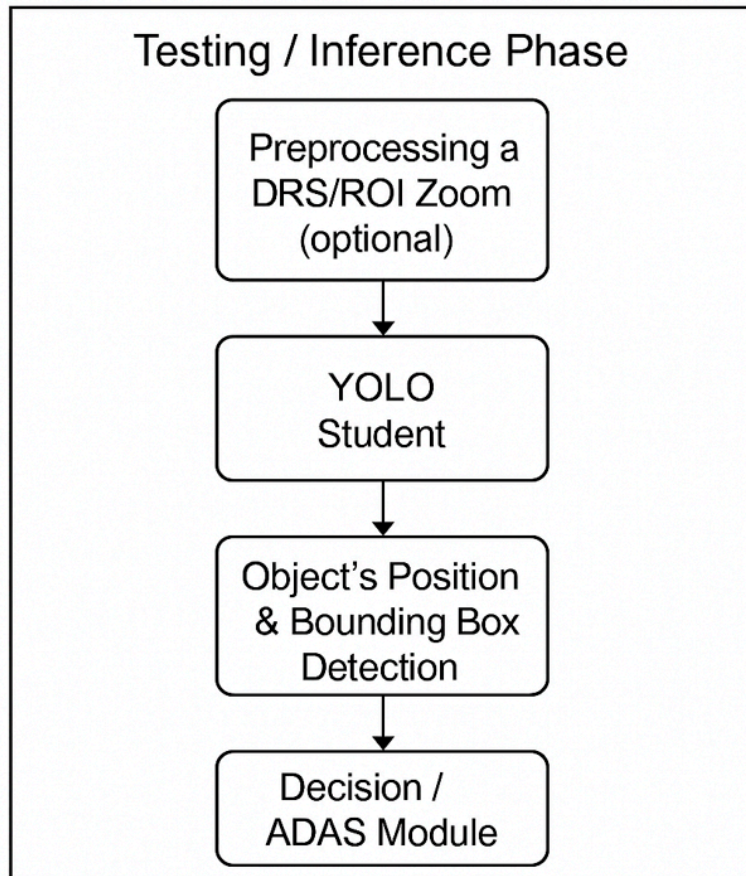 Testing / Inference Phase
Preprocessing a
DRS/ROI Zoom
(optional)
YOLO
Student
Object’s Position
& Bounding Box
Detection
Decision /
ADAS Module